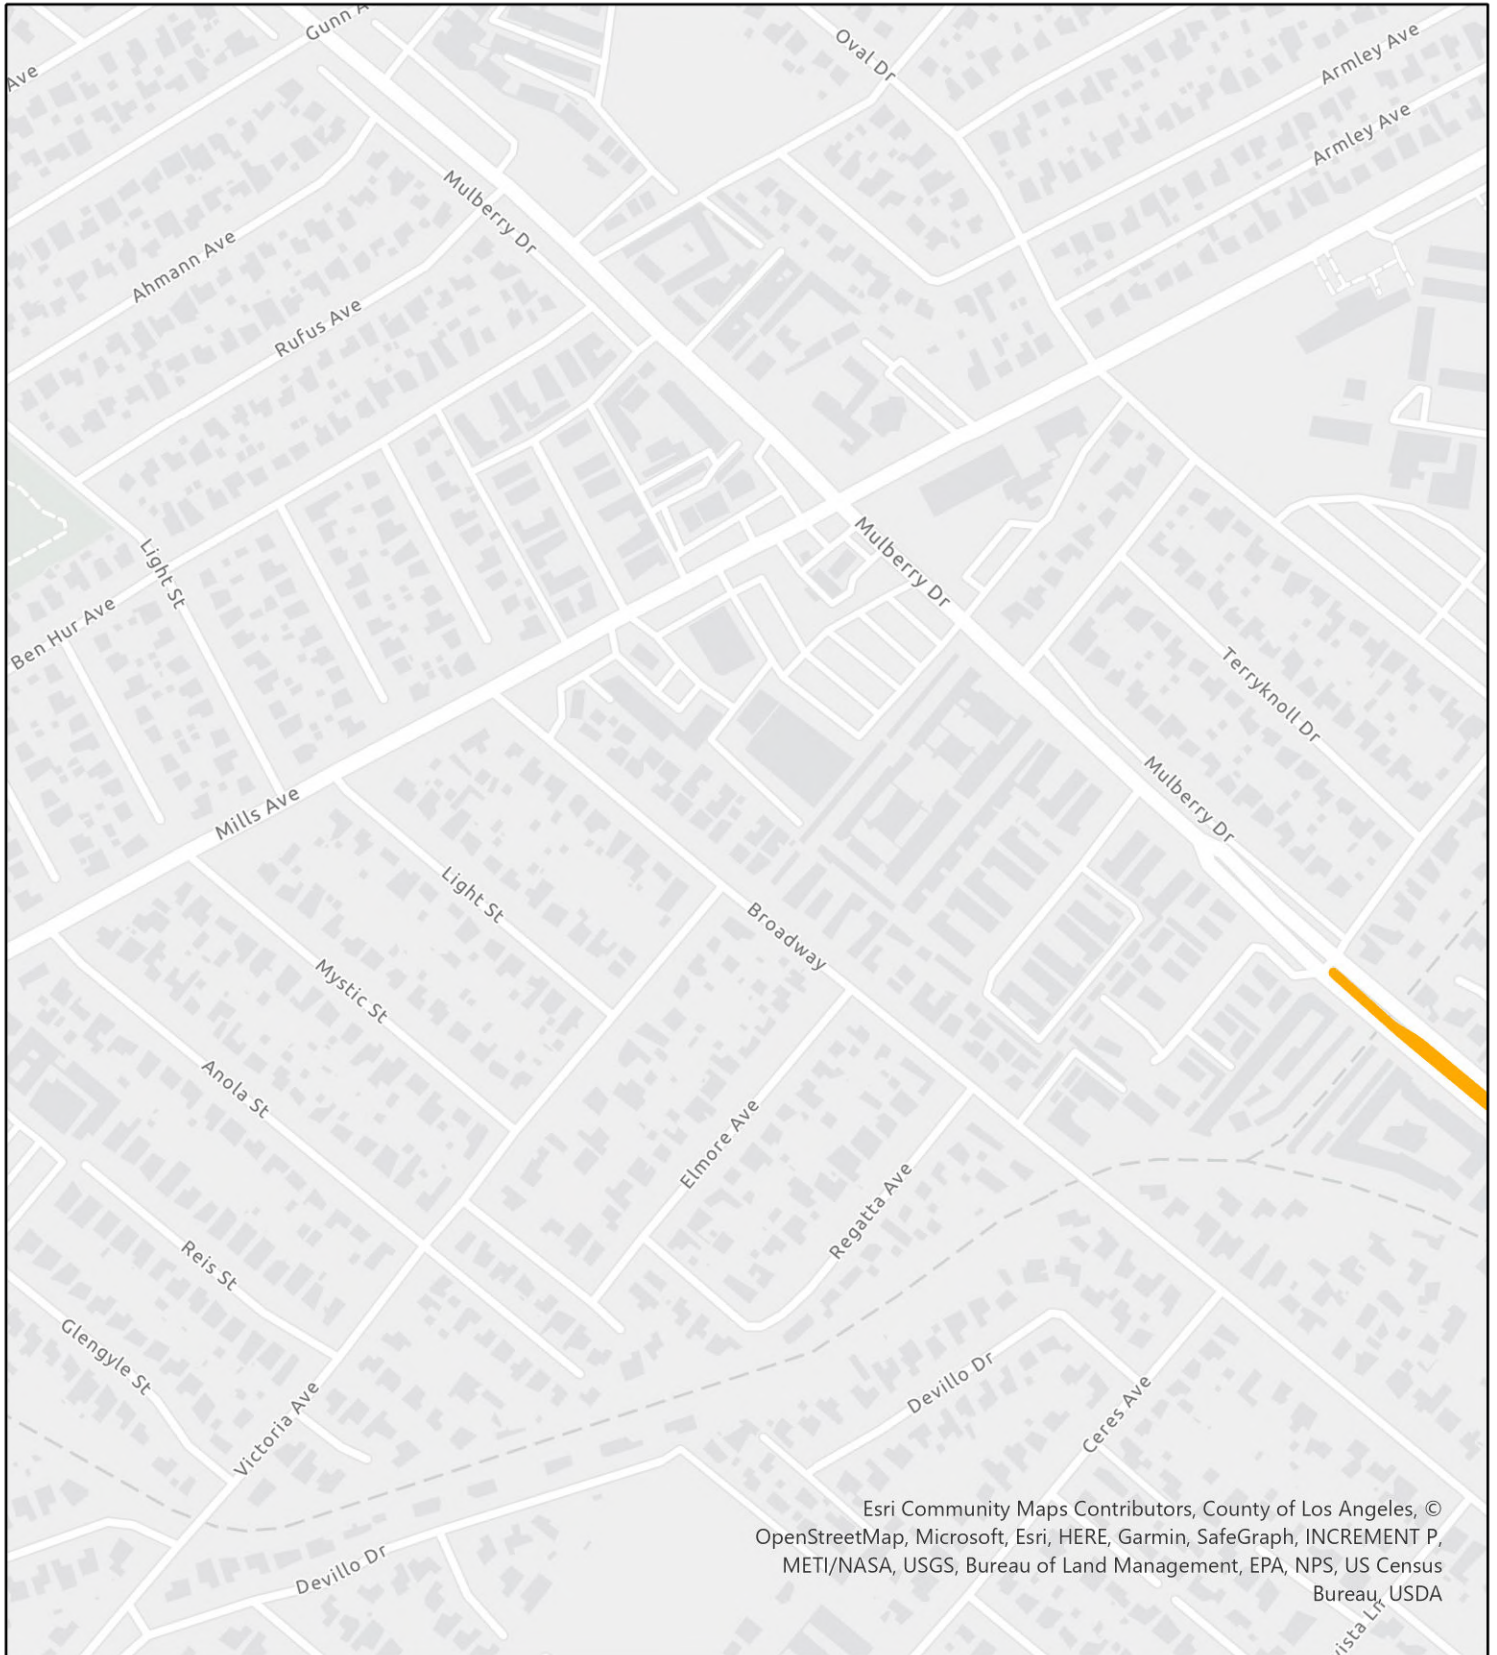 Gunn A
Oval Dr
Armley Ave
Ave
Armley Ave
Mulberry Dr
Ahmann Ave
Rufus Ave
Mulberry Dr
Light St
Ben Hur Ave
Terryknoll Dr
Mulberry Dr
Mills Ave
Light St
Broadway
Mystic St
Anola St
Elmore Ave
Regatta Ave
Reis St
Glengyle St
Devillo Dr
Victoria Ave
Ceres Ave
Devillo Dr
Esri Community Maps Contributors, County of Los Angeles, ©
OpenStreetMap, Microsoft, Esri, HERE, Garmin, SafeGraph, INCREMENT P,
METI/NASA, USGS, Bureau of Land Management, EPA, NPS, US Census
Bureau, USDA
vista Ln